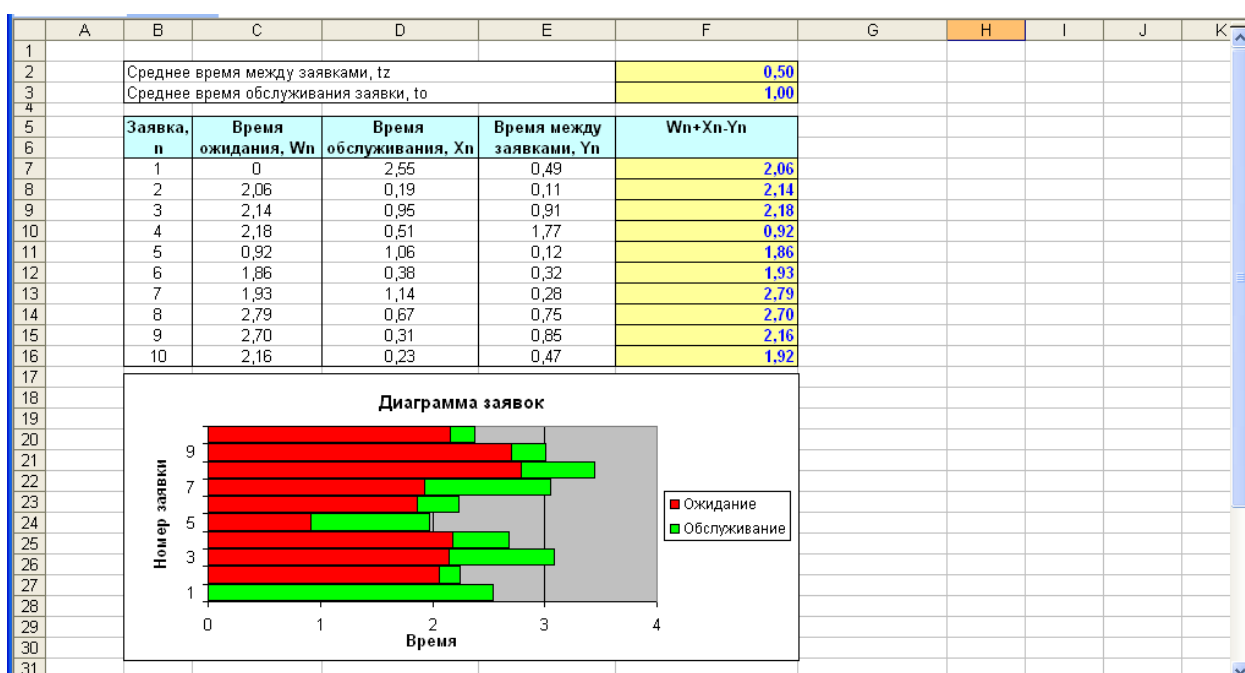 A B C D E F G H I J K
1
2 Среднее время между заявками, tz 0,50
3 Среднее время обслуживания заявки, to 1,00
4
5 Заявка, Время Время Время между Wn+Xn-Yn
6 n ожидания, Wn обслуживания, Xn заявками, Yn
7 1 0 2,55 0,49 2,06
8 2 2,06 0,19 0,11 2,14
9 3 2,14 0,95 0,91 2,18
10 4 2,18 0,51 1,77 0,92
11 5 0,92 1,06 0,12 1,86
12 6 1,86 0,38 0,32 1,93
13 7 1,93 1,14 0,28 2,79
14 8 2,79 0,67 0,75 2,70
15 9 2,70 0,31 0,85 2,16
16 10 2,16 0,23 0,47 1,92
17
18 Диаграмма заявок
19
20
21 9
22 7
23 Ожидание
24 5 Обслуживание
25 Номер заявки
26 3
27
28 1
29 0 1 2 3 4
30 Время
31